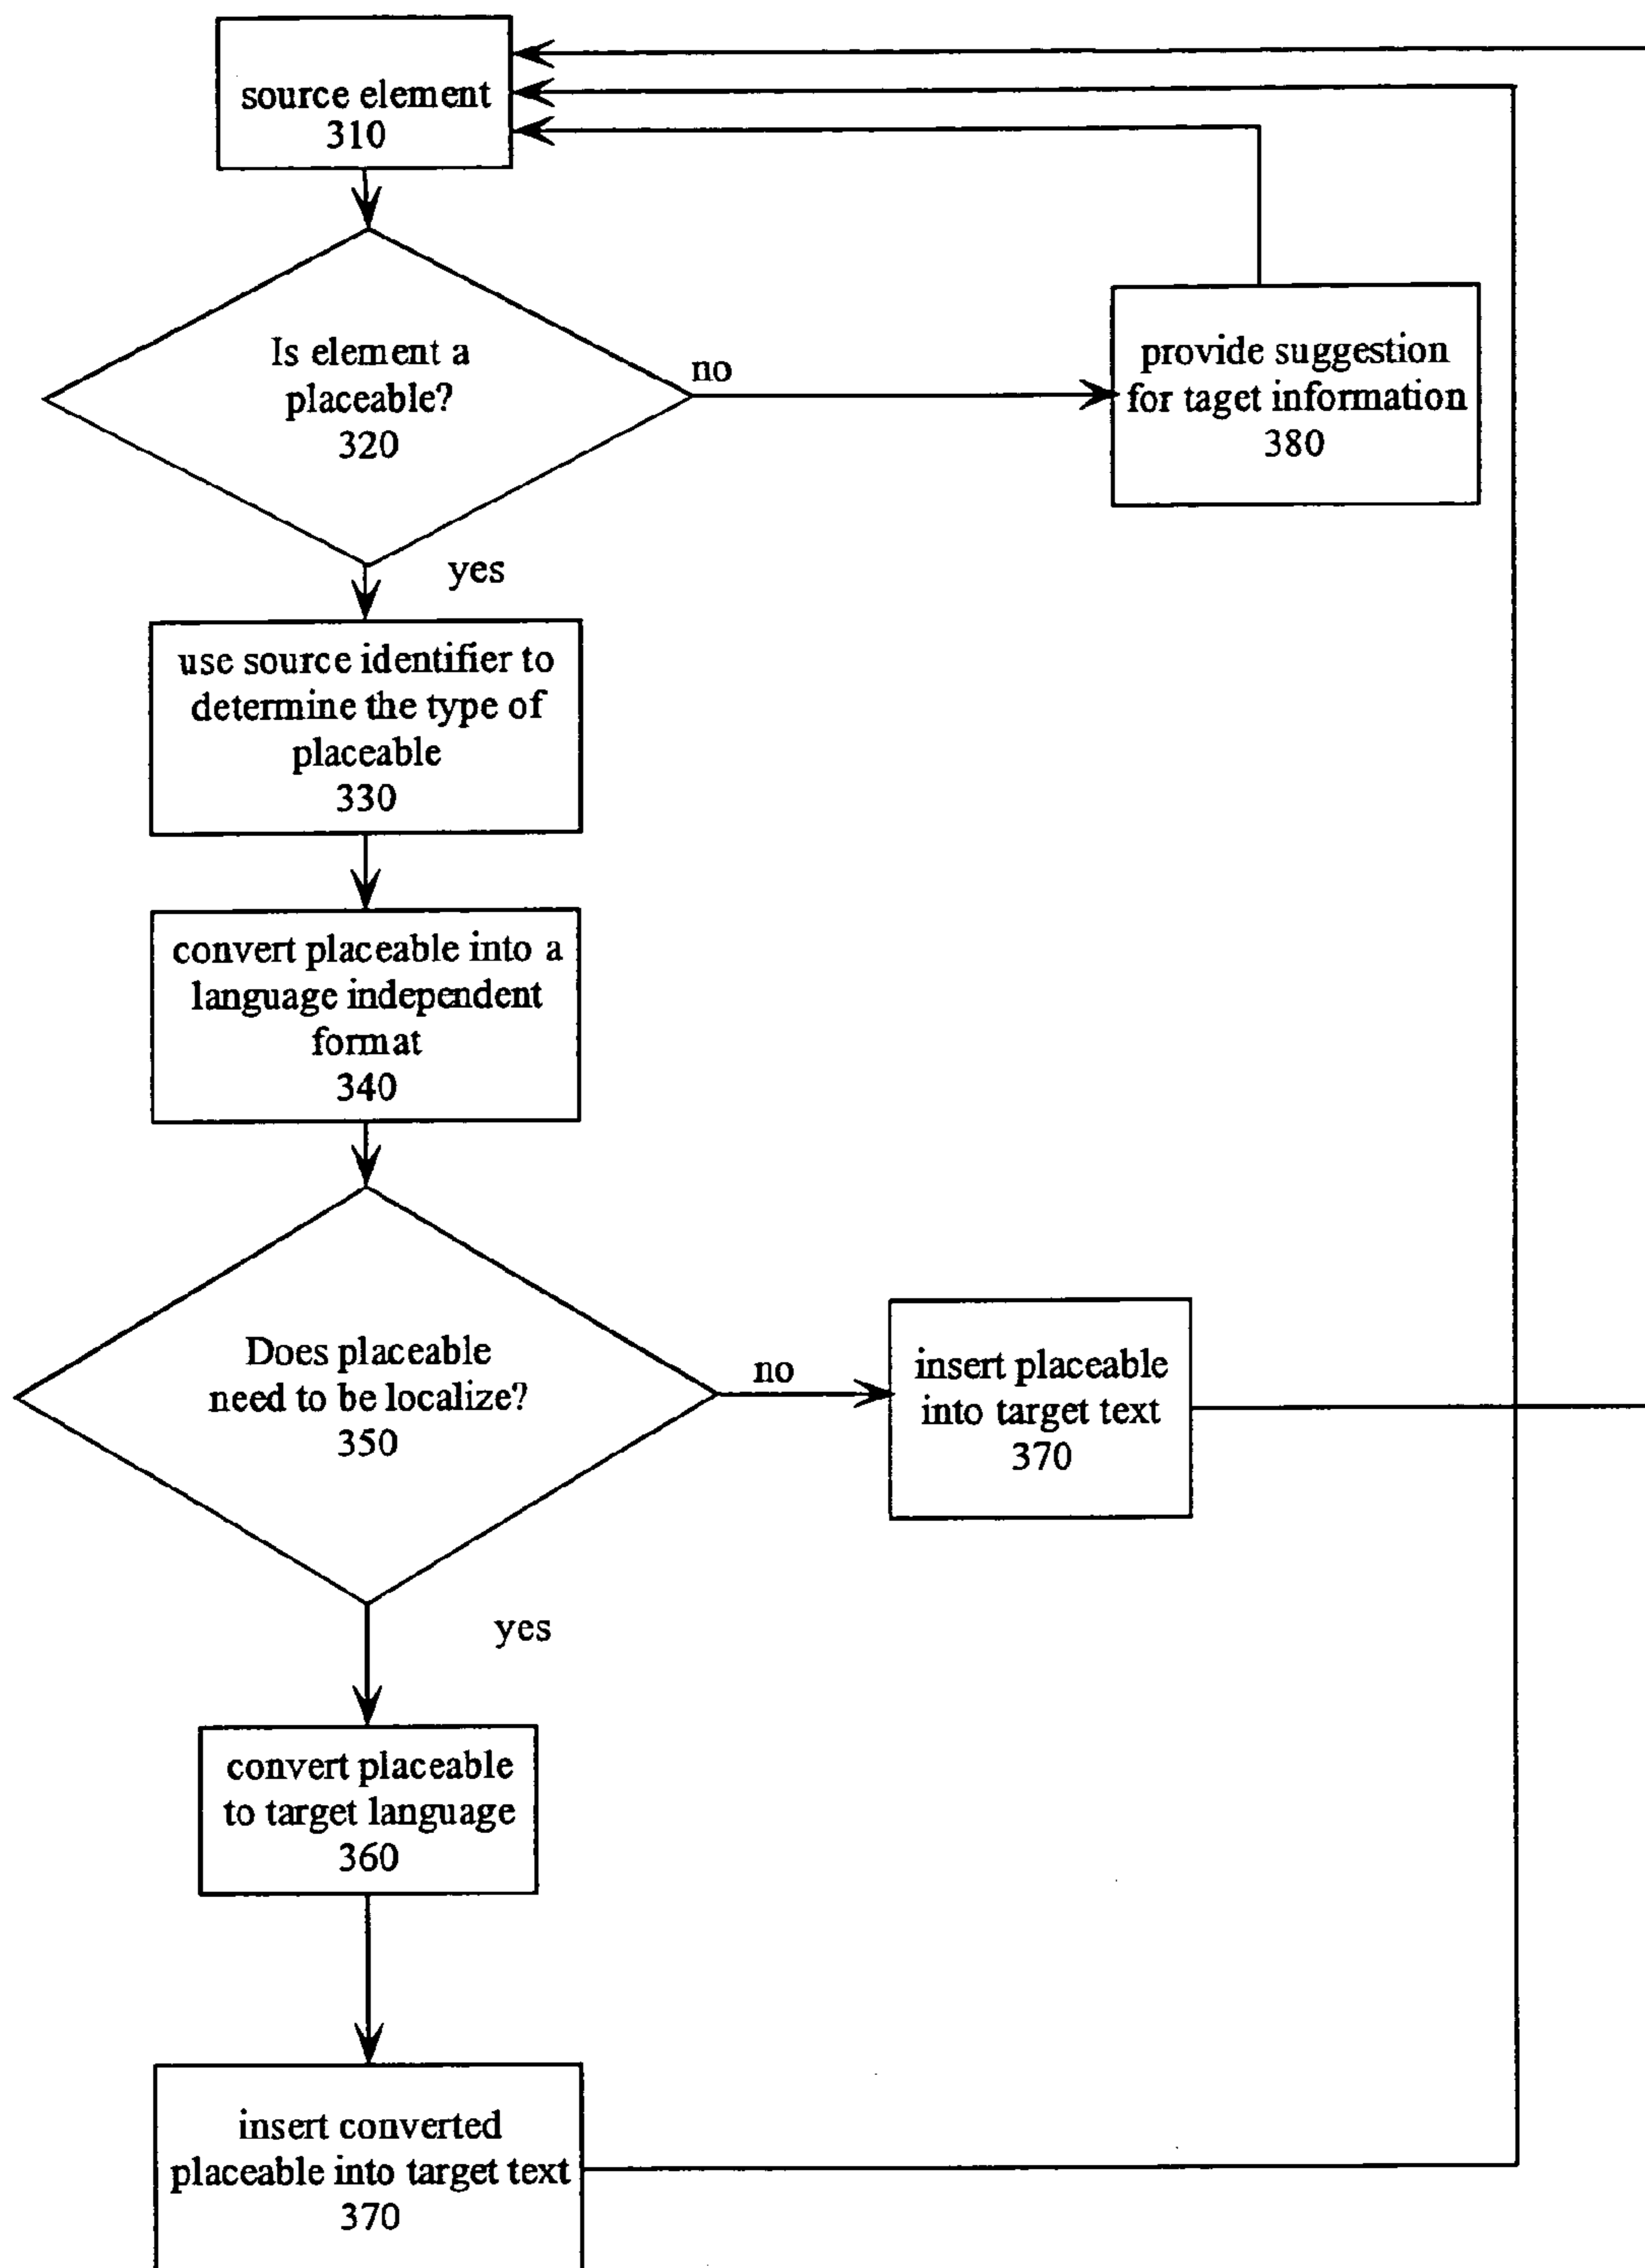 source element
310
Is element a
placeable?
320
no
provide suggestion
for taget information
380
yes
use source identifier to
determine the type of
placeable
330
convert placeable into a
language independent
format
340
Does placeable
need to be localize?
350
no
insert placeable
into target text
370
yes
convert placeable
to target language
360
insert converted
placeable into target text
370